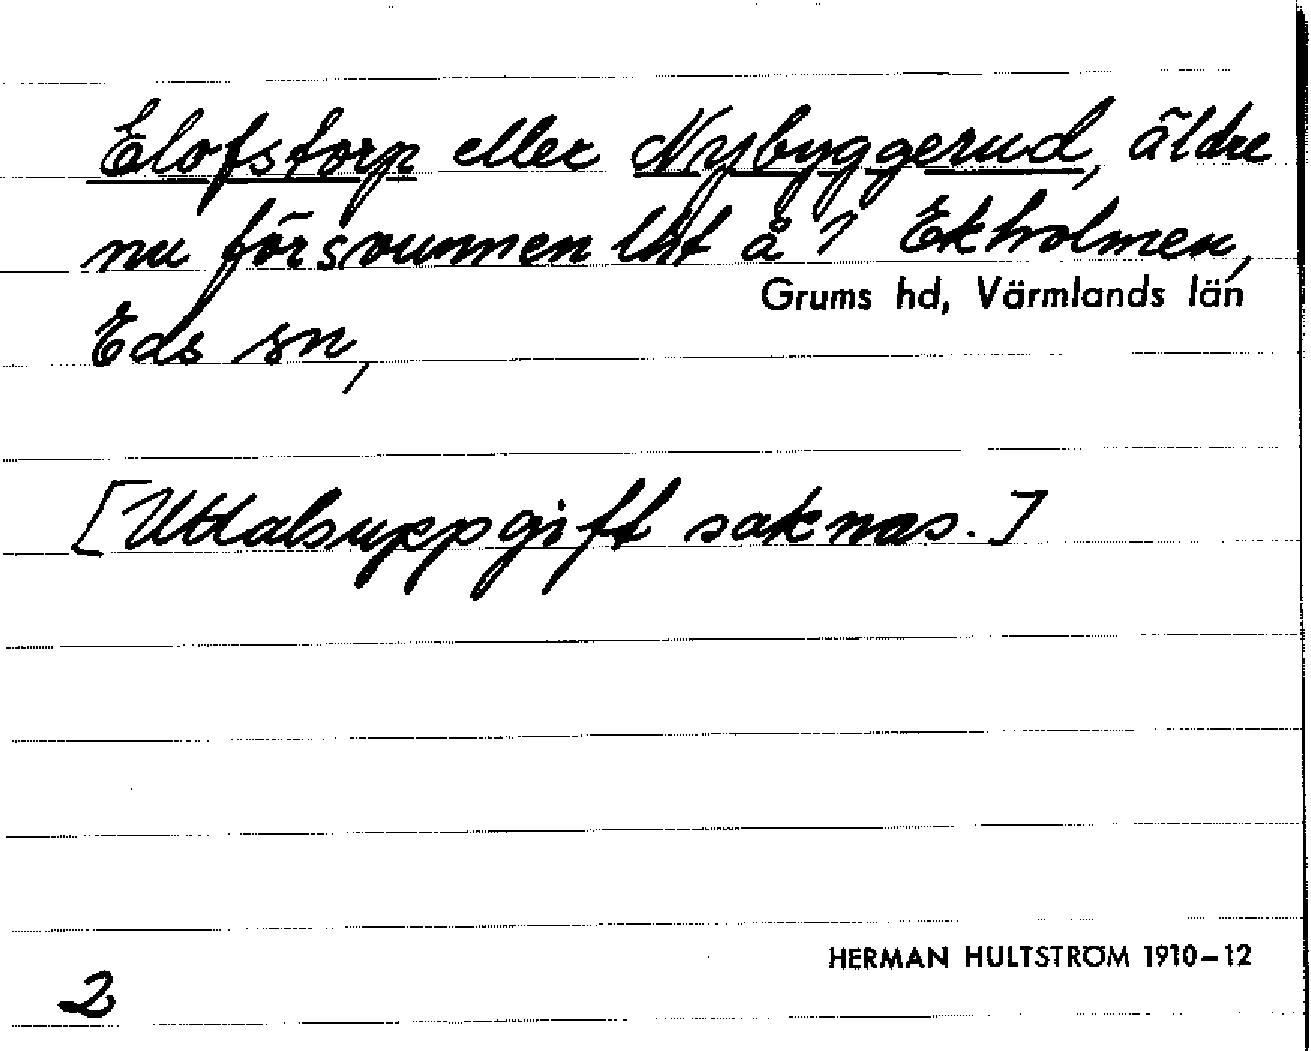 Elofstorp eller Nybyggerud, äldre
nu försvunnen lht å? Ekholmen,
Grums hd, Värmlands län
Eds sn,
[Uttalsuppgift saknas.]
HERMAN HULTSTRÖM 1910–12
2